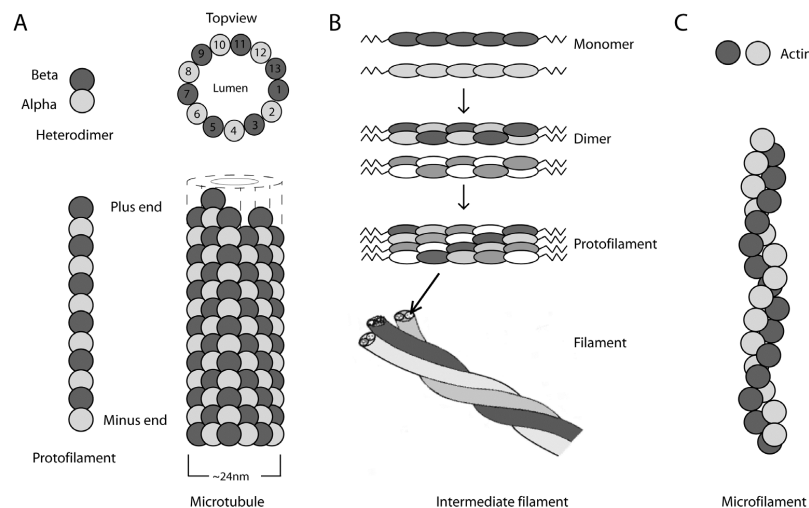 A
Topview
10
11
9
12
8
13
7
Lumen
1
6
2
5
4
3
Beta
Alpha
Heterodimer
Plus end
Minus end
Protofilament
~24nm
Microtubule
B
Monomer
Dimer
Protofilament
Filament
Intermediate filament
C
Actir
Microfilament